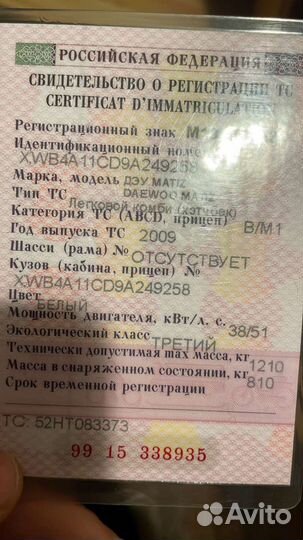 РОССИЙСКАЯ ФЕДЕРАЦИЯ
СВИДЕТЕЛЬСТВО О РЕГИСТРАЦИИ ТС
CERTIFICAT D'IMMATRICULATION
Регистрационный знак
Идентификационный номер
XWB4A11CD9A249258
Марка, модель ДЭУ MATIZ
DAEWOO
Тип ТС Легковой комби (хэтчбек)
Категория ТС (ABCD, прицеп) B/M1
Год выпуска ТС 2009
Шасси (рама) № ОТСУТСТВУЕТ
Кузов (кабина, прицеп) №
XWB4A11CD9A249258
Цвет БЕЛЫЙ
Мощность двигателя, кВт/л. с. 38/51
Экологический класс ТРЕТИЙ
Технически допустимая max масса, кг 1210
Масса в снаряженном состоянии, кг 810
Срок временной регистрации
ТС: 52НТ083373
99 15 338935
Avito